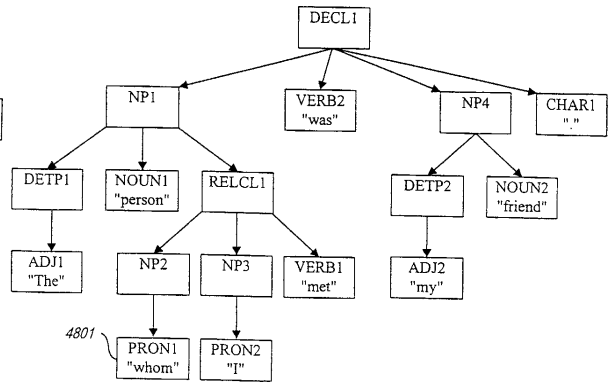 DECL1
NP1
VERB2
"was"
NP4
CHAR1
"."
DETP1
NOUN1
"person"
RELCL1
DETP2
NOUN2
"friend"
ADJ1
"The"
NP2
NP3
VERB1
"met"
ADJ2
"my"
4801
PRON1
"whom"
PRON2
"I"